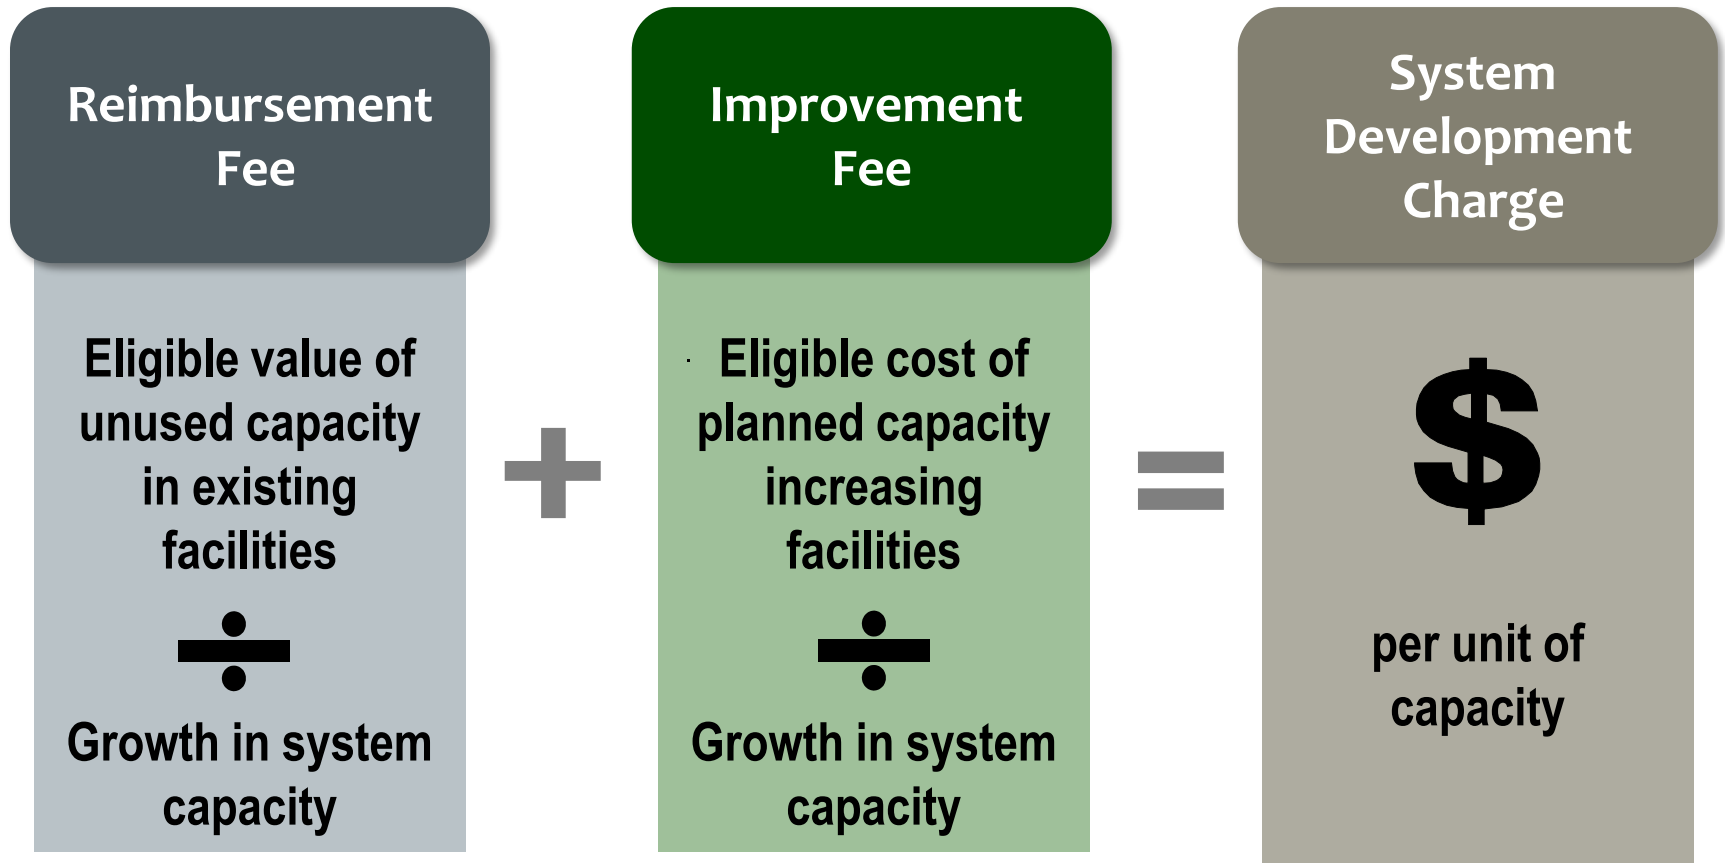 Reimbursement
Fee
Eligible value of
unused capacity
in existing
facilities
÷
Growth in system
capacity
+
Improvement
Fee
Eligible cost of
planned capacity
increasing
facilities
÷
Growth in system
capacity
=
System
Development
Charge
$
per unit of
capacity